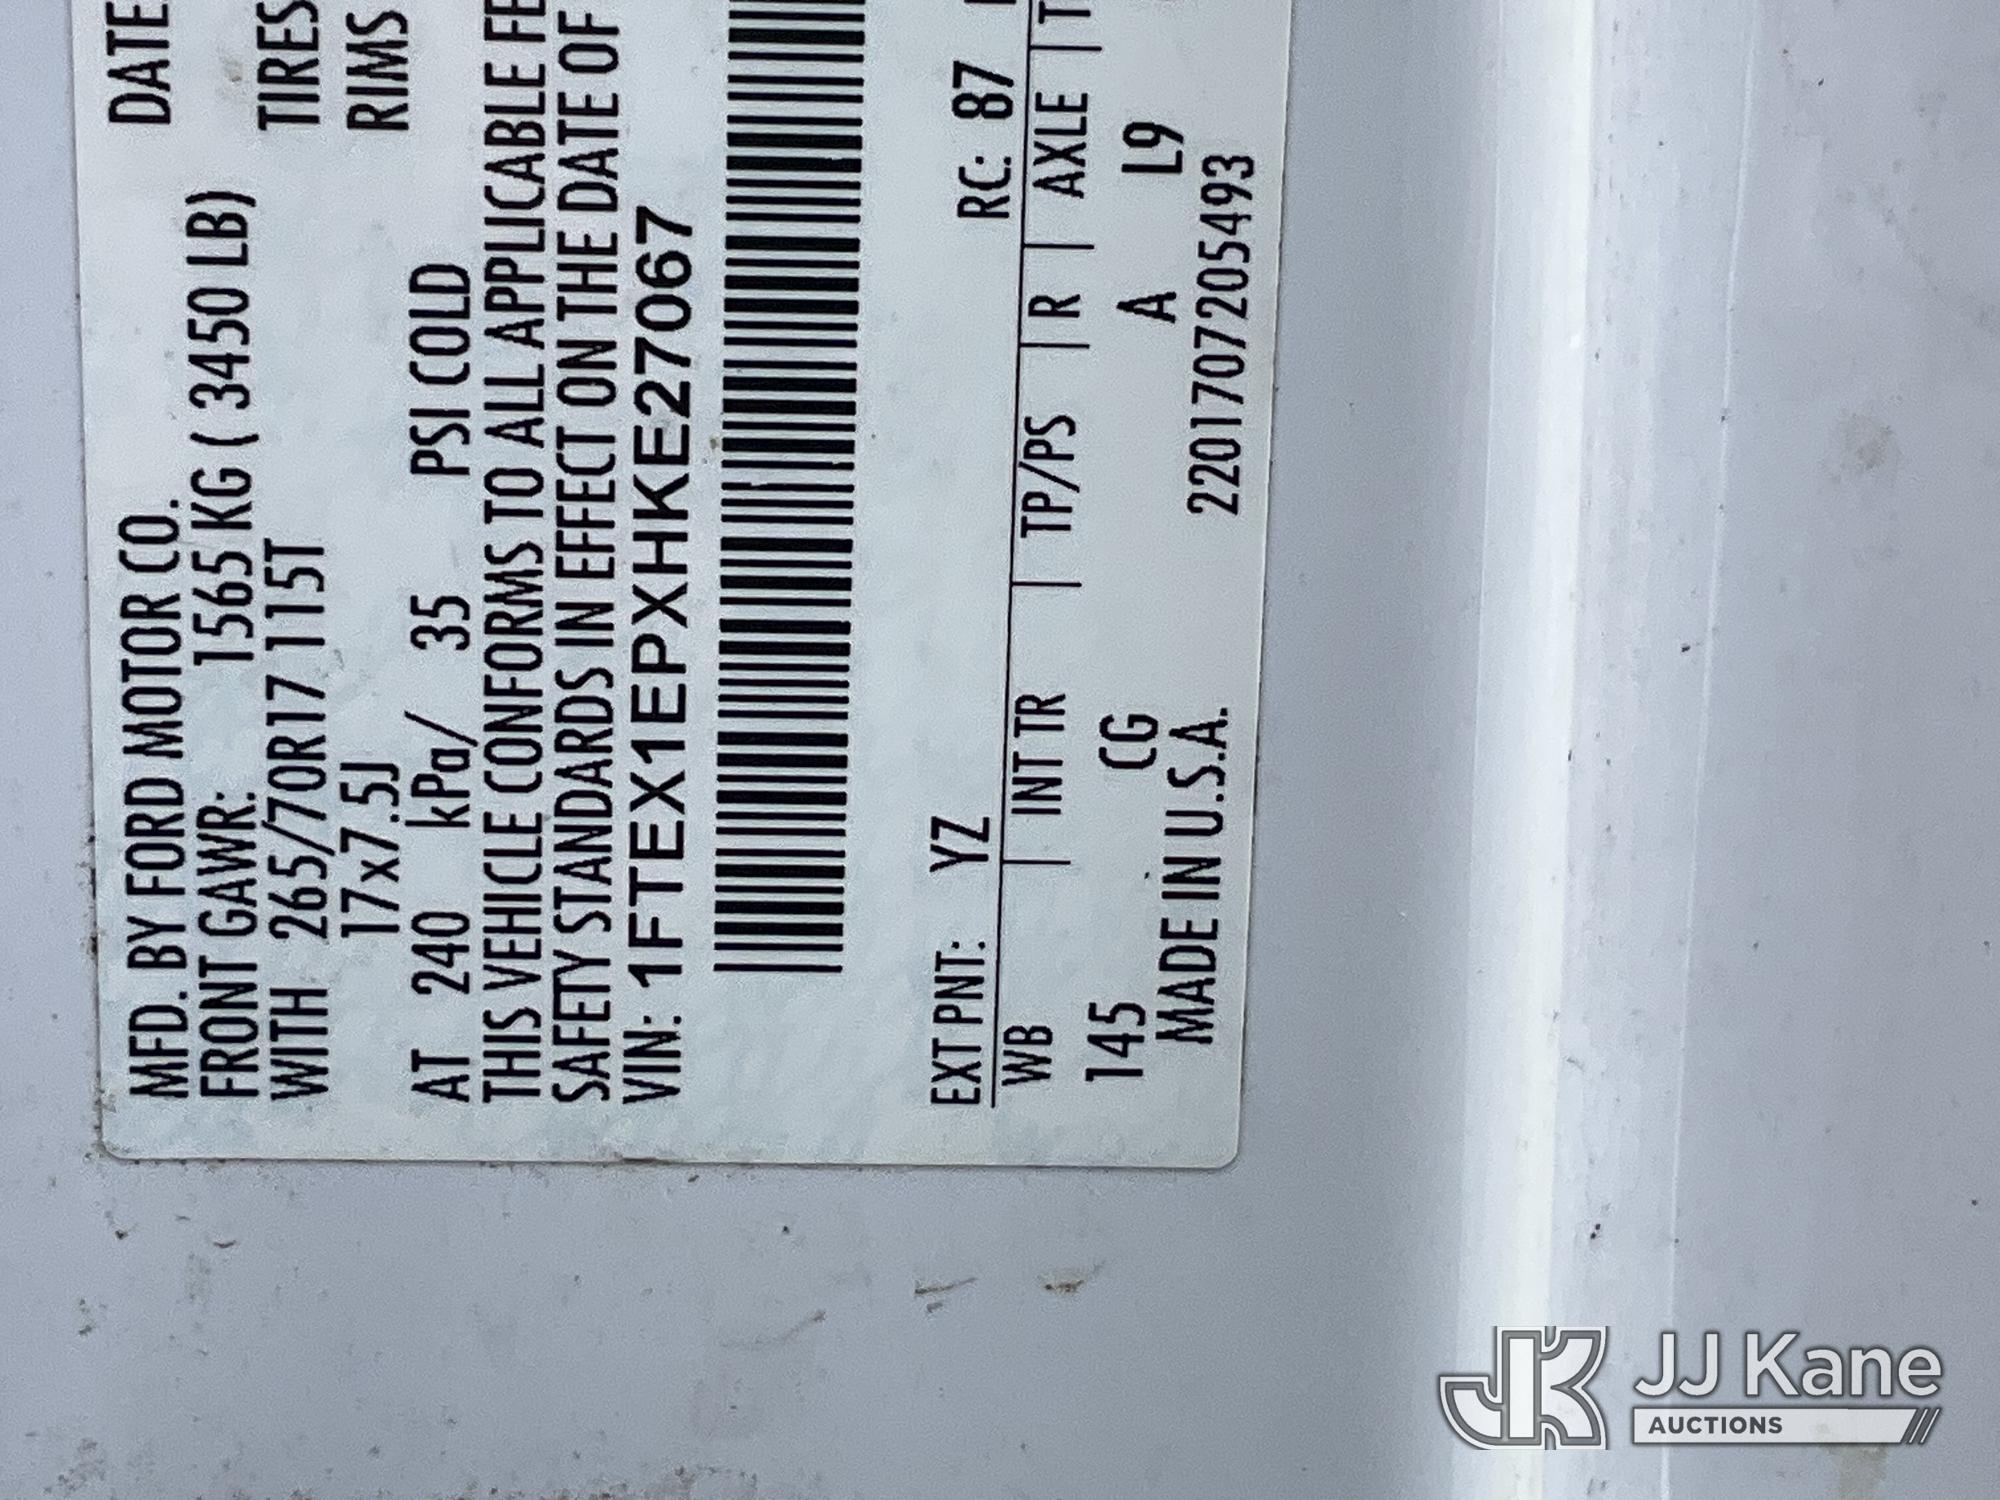 MFD. BY FORD MOTOR CO. DATE
FRONT GAWR: 1565 KG ( 3450 LB)
WITH 265/70R17 115T TIRES
17x7.5J RIMS
AT 240 kPa/ 35 PSI COLD
THIS VEHICLE CONFORMS TO ALL APPLICABLE FE
SAFETY STANDARDS IN EFFECT ON THE DATE OF
VIN: 1FTEX1EPXHKE27067
EXT PNT: YZ RC: 87
WB | INT TR | TP/PS | R | AXLE | T
145 CG A L9
MADE IN U.S.A. 2201707205493
JK JJ Kane
AUCTIONS